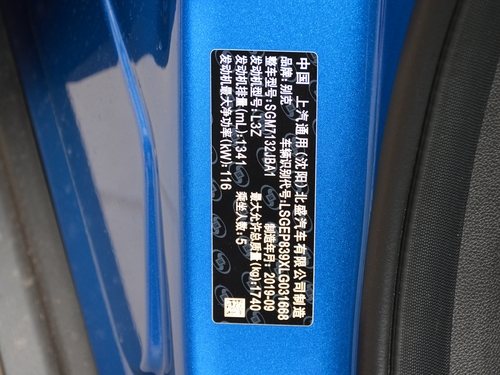 中国 上汽通用(沈阳)北盛汽车有限公司制造
品牌:别克 车辆识别代号:LSGEP839XLG031668
整车型号:SGM7132JBA1 制造年月:2019-09
发动机型号:L3Z 最大允许总质量(kg):1740
发动机排量(mL):1341 乘坐人数:5
发动机最大净功率(kW):116